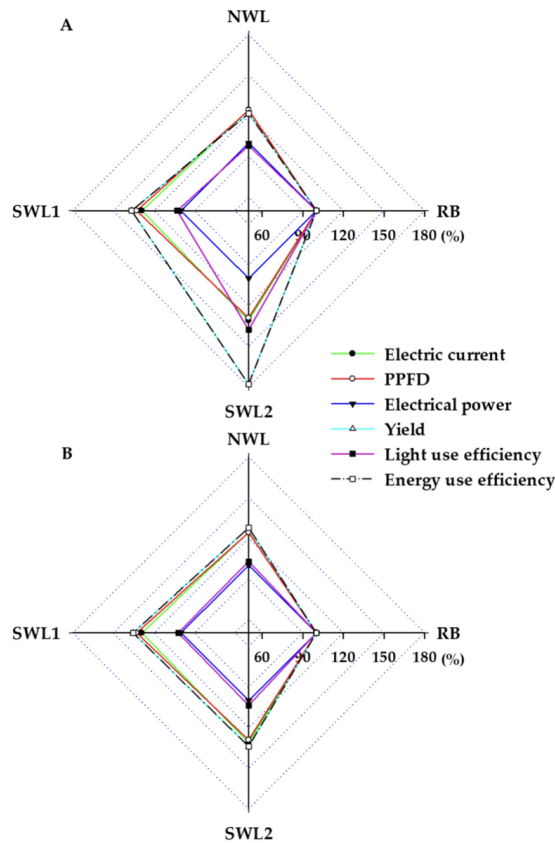 A
NWL
SWL1
RB
60 90 120 150 180 (%)
SWL2
Electric current
PPFD
Electrical power
Yield
Light use efficiency
Energy use efficiency
B
NWL
SWL1
RB
60 90 120 150 180 (%)
SWL2